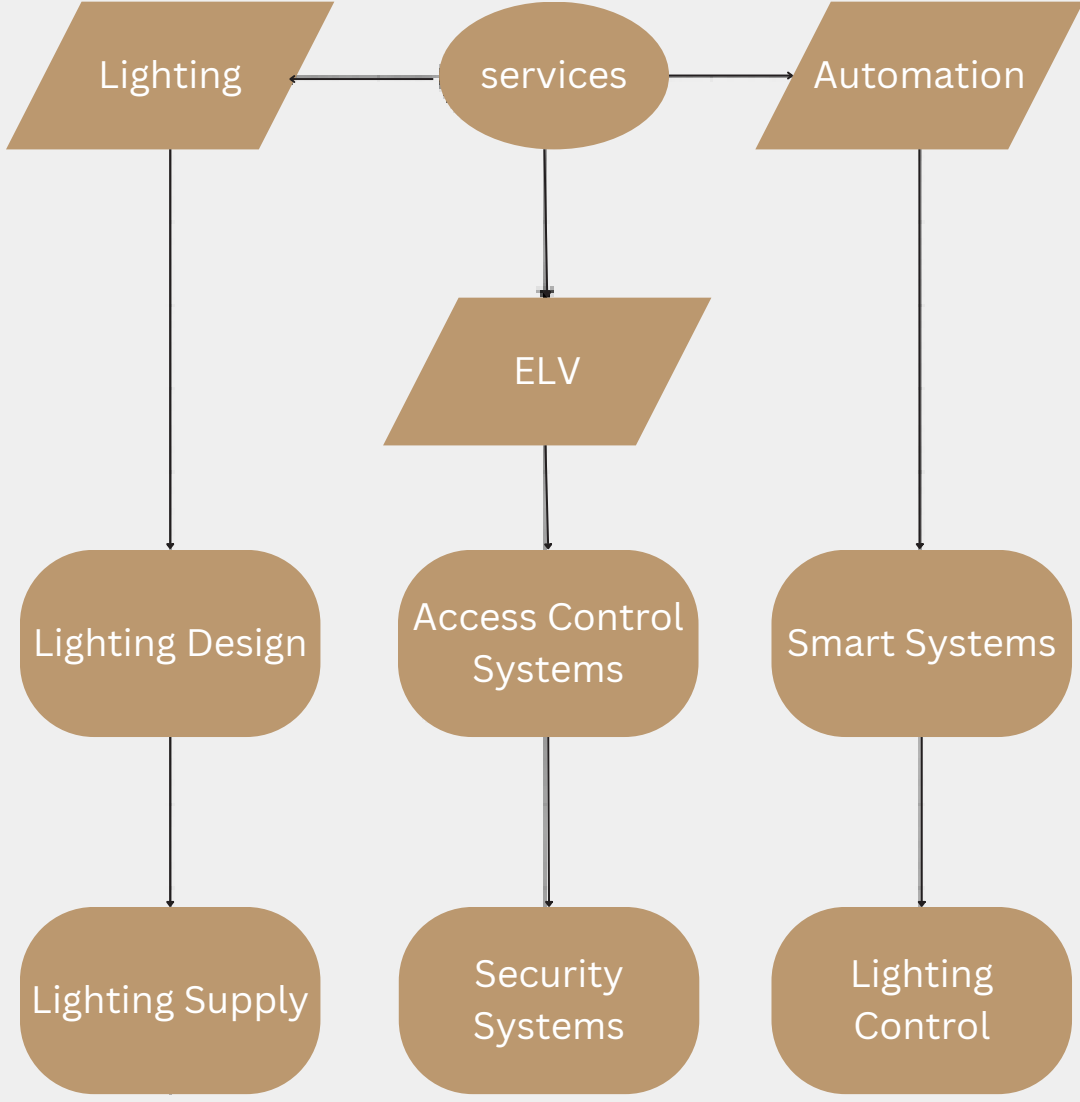 Lighting
services
Automation
ELV
Lighting Design
Access Control
Systems
Smart Systems
Lighting Supply
Security
Systems
Lighting
Control